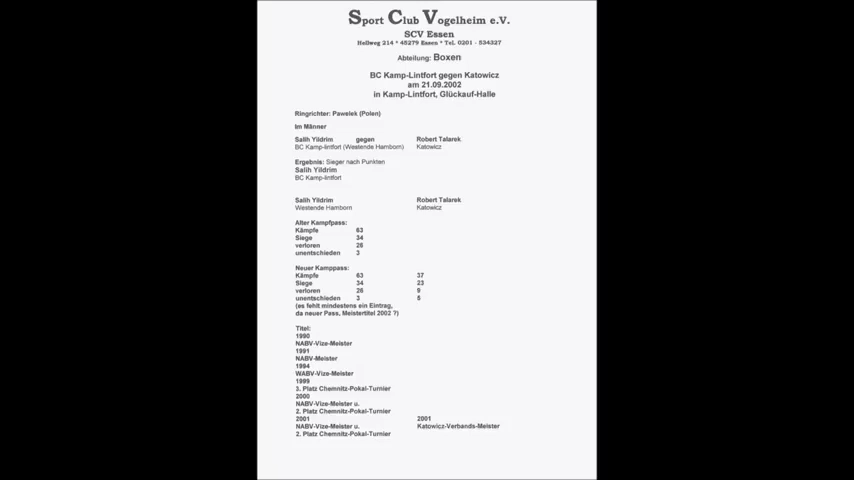 Sport Club Vogelheim e.V.
SCV Essen
Hellweg 214 * 45279 Essen * Tel. 0201 - 534327
Abteilung: Boxen
BC Kamp-Lintfort gegen Katowicz
am 21.09.2002
in Kamp-Lintfort, Glückauf-Halle
Ringrichter: Pawelek (Polen)
Im Männer
Salih Yildrim gegen Robert Talarek
BC Kamp-lintfort (Westende Hamborn) Katowicz
Ergebnis: Sieger nach Punkten
Salih Yildrim
BC Kamp-lintfort
Salih Yildrim Robert Talarek
Westende Hamborn Katowicz
Alter Kampfpass:
Kämpfe 63
Siege 34
verloren 26
unentschieden 3
Neuer Kamppass:
Kämpfe 63 37
Siege 34 23
verloren 26 9
unentschieden 3 5
(es fehlt mindestens ein Eintrag,
da neuer Pass, Meistertitel 2002 ?)
Titel:
1990
NABV-Vize-Meister
1991
NABV-Meister
1994
WABV-Vize-Meister
1999
3. Platz Chemnitz-Pokal-Turnier
2000
NABV-Vize-Meister u.
2. Platz Chemnitz-Pokal-Turnier
2001 2001
NABV-Vize-Meister u. Katowicz-Verbands-Meister
2. Platz Chemnitz-Pokal-Turnier